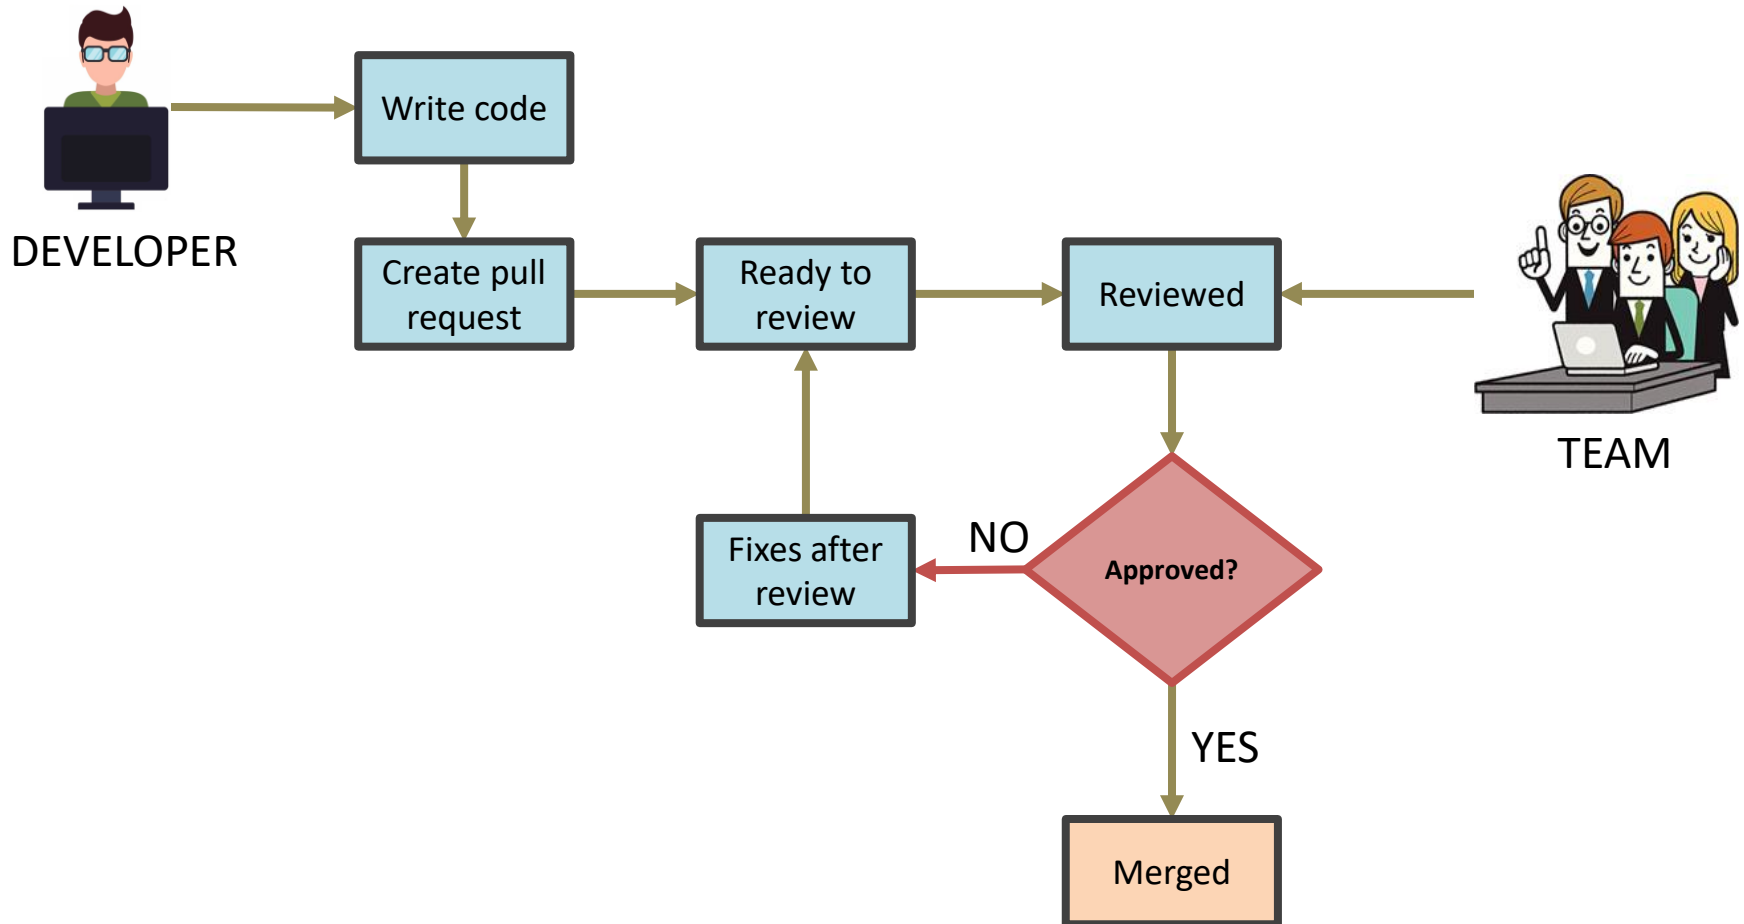 Write code
DEVELOPER
Create pull
request
Ready to
review
Reviewed
TEAM
Fixes after
review
NO
Approved?
YES
Merged